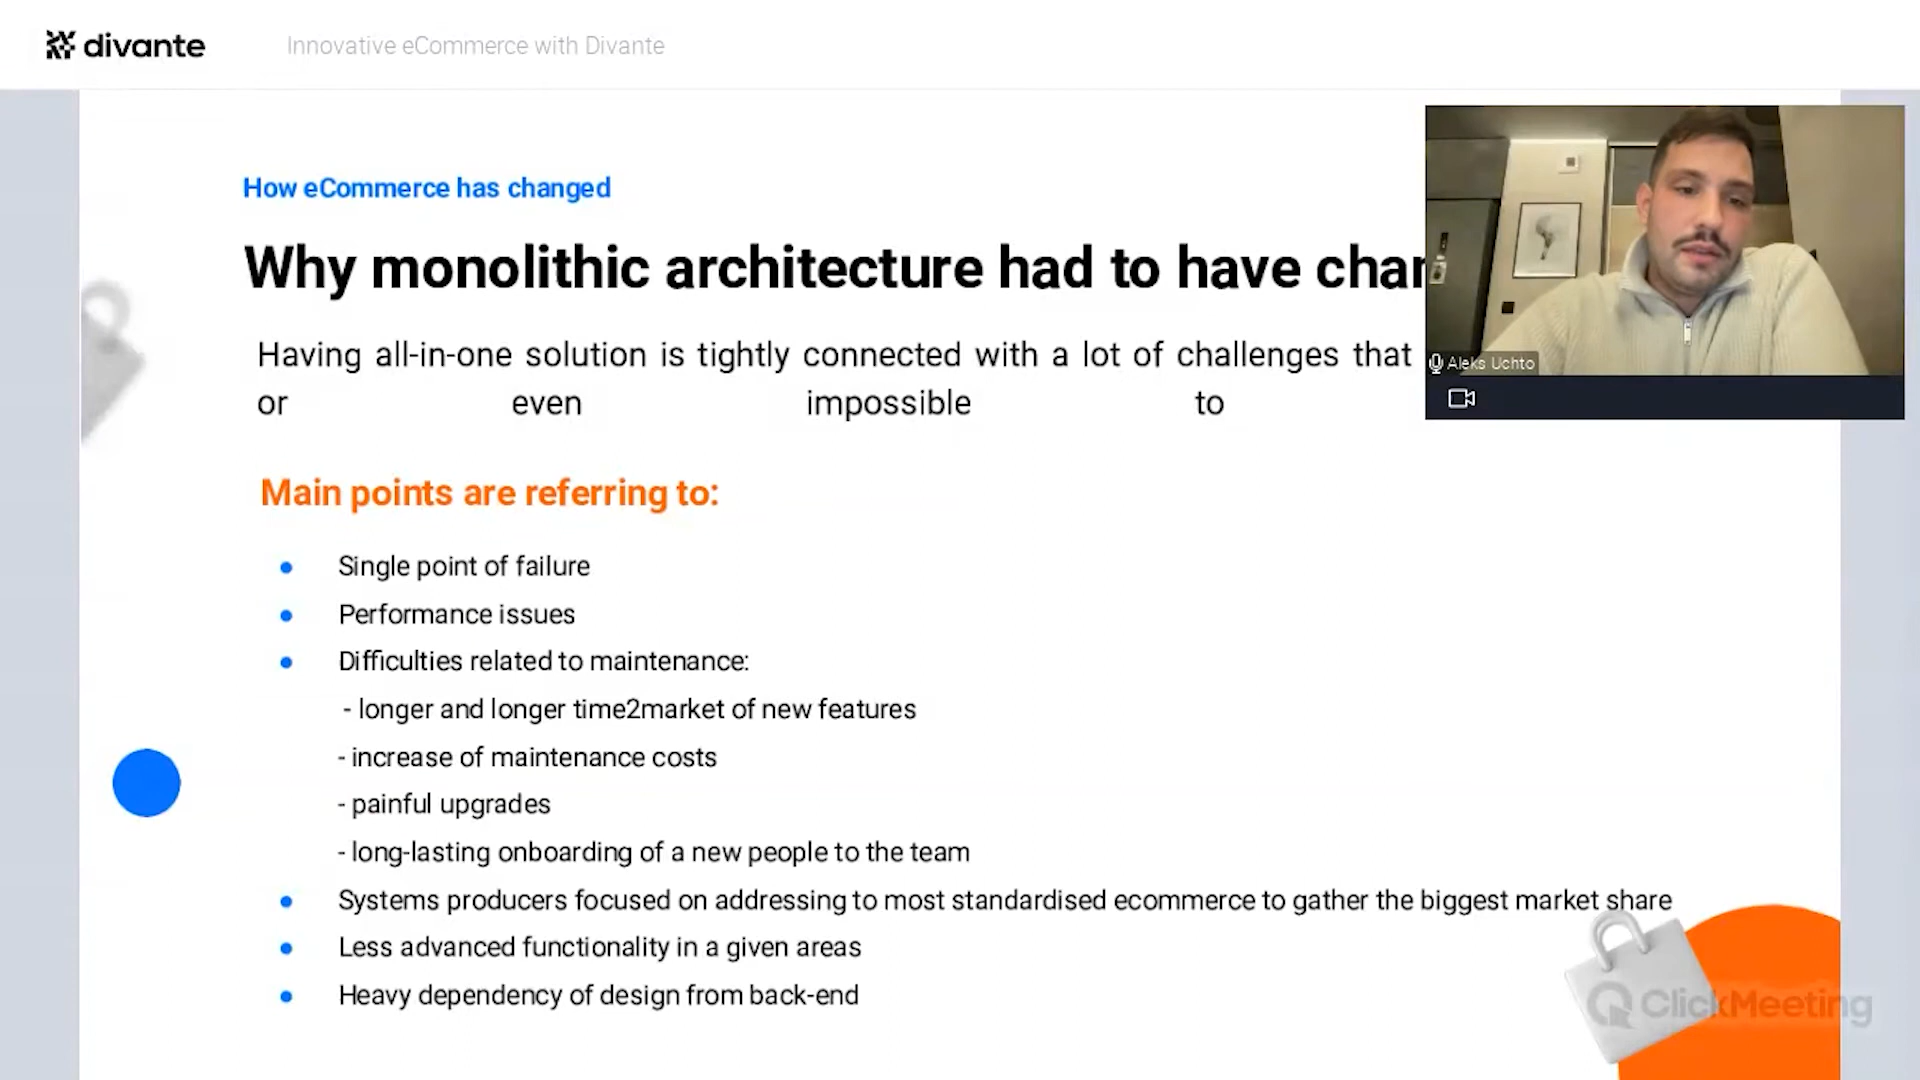 divante
Innovative eCommerce with Divante
How eCommerce has changed
Why monolithic architecture had to have
Having all-in-one solution is tightly connected with a lot of challenges that
or even impossible to
Aleks Uchto
Main points are referring to:
Single point of failure
Performance issues
Difficulties related to maintenance:
- longer and longer time2market of new features
- increase of maintenance costs
- painful upgrades
- long-lasting onboarding of a new people to the team
Systems producers focused on addressing to most standardised ecommerce to gather the biggest market share
Less advanced functionality in a given areas
Heavy dependency of design from back-end
ClickMeeting